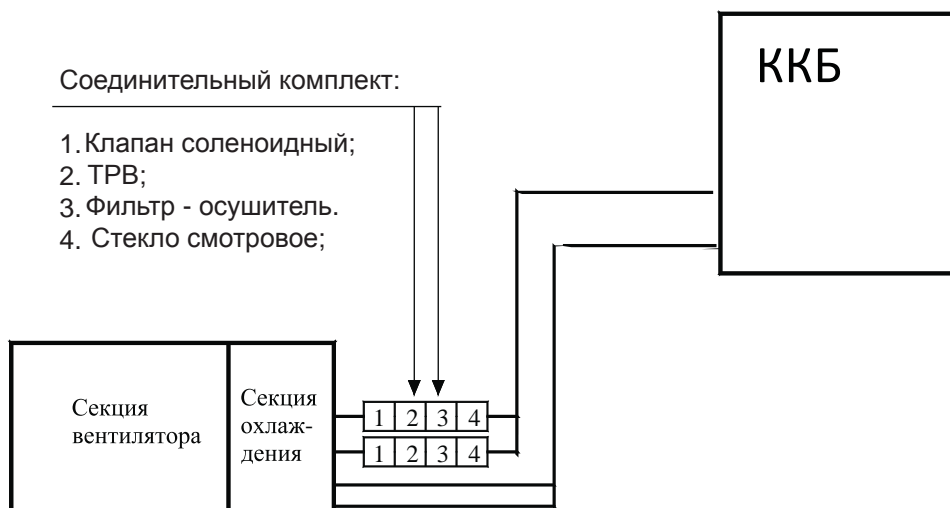 ККБ
Соединительный комплект:
1. Клапан соленоидный;
2. ТРВ;
3. Фильтр - осушитель.
4. Стекло смотровое;
Секция
вентилятора
Секция
охлаж-
дения
1 2 3 4
1 2 3 4